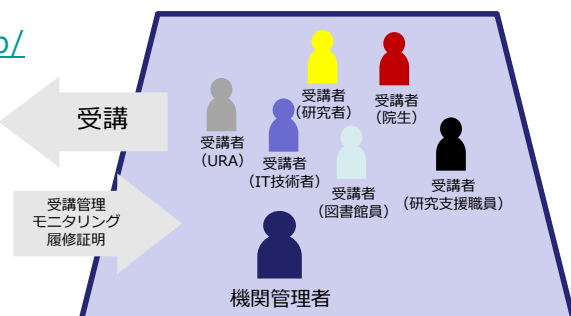 o/
受講
受講管理
モニタリング
履修証明
受講者
（URA）
受講者
（IT技術者）
受講者
（研究者）
受講者
（院生）
受講者
（図書館員）
受講者
（研究支援職員）
機関管理者